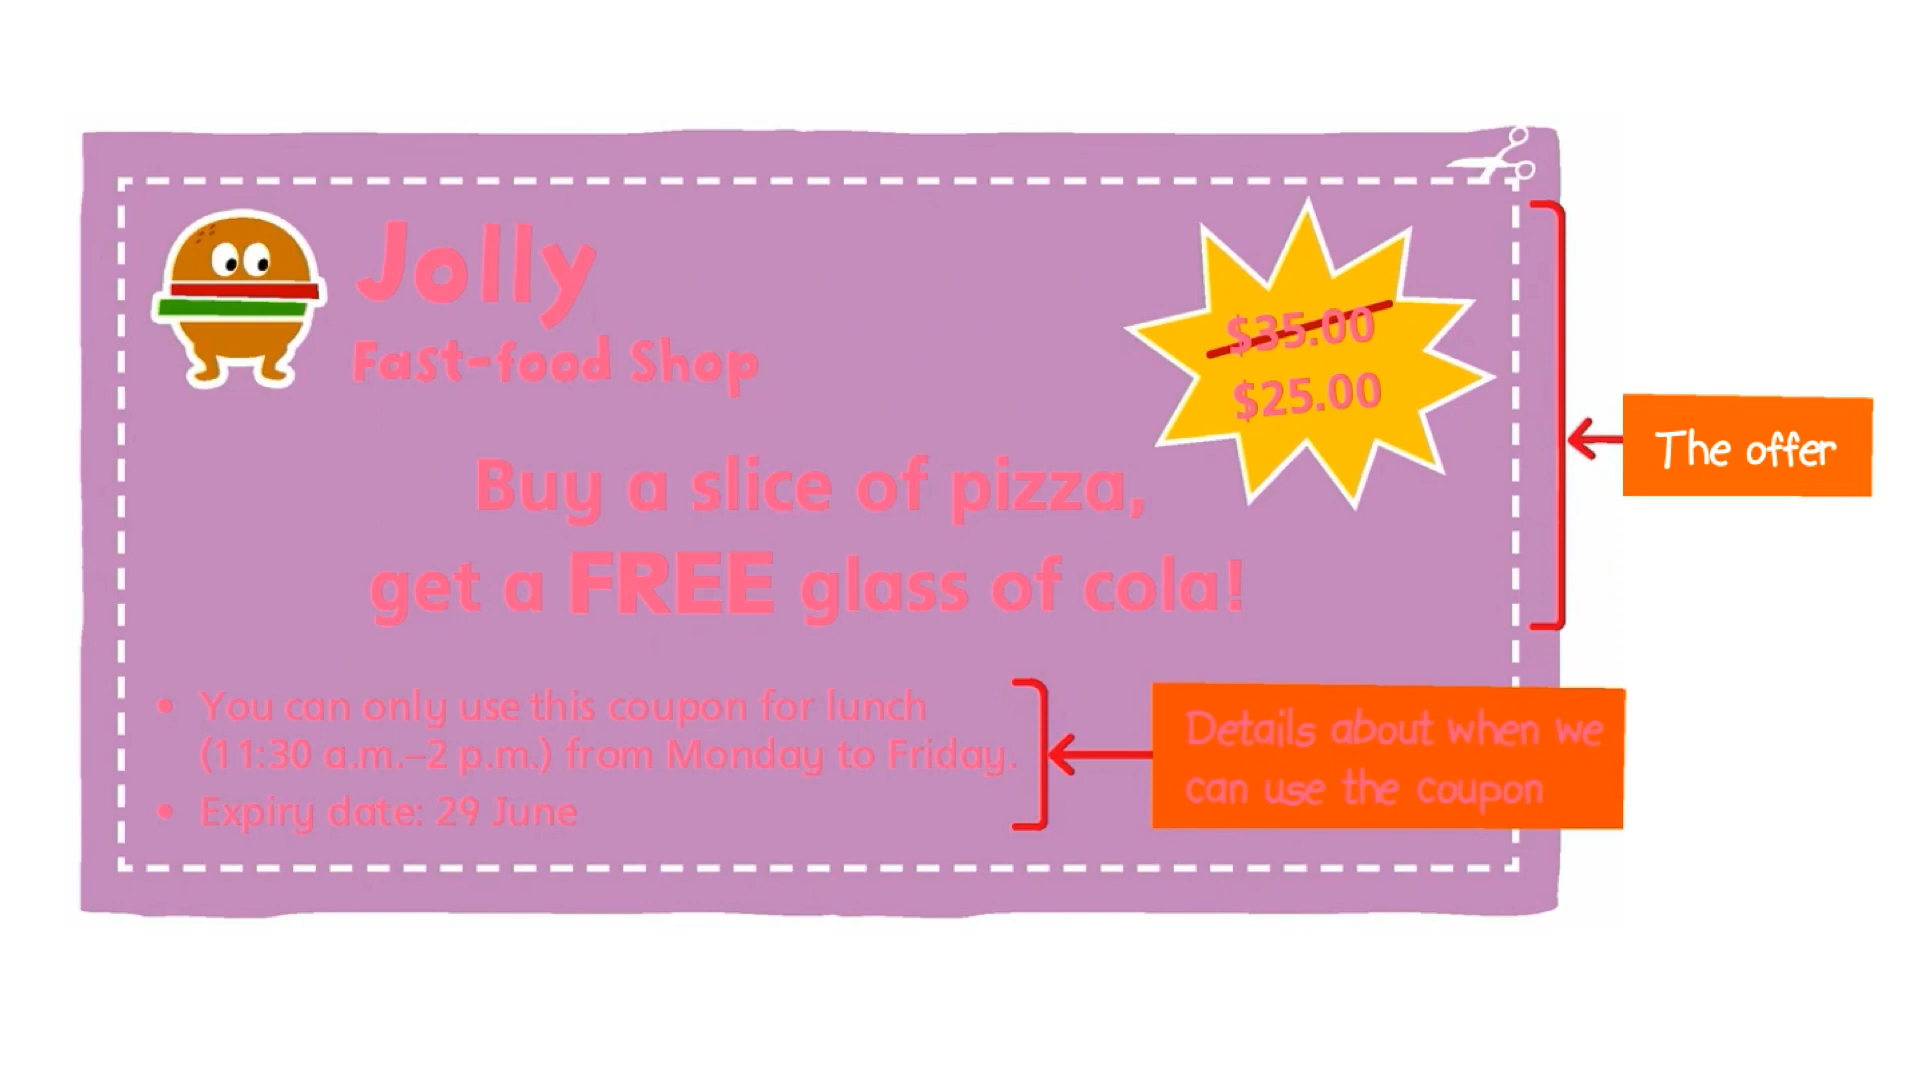 Jolly
Fast-food Shop
$35.00
$25.00
The offer
Buy a slice of pizza,
get a FREE glass of cola!
• You can only use this coupon for lunch
(11:30 a.m.–2 p.m.) from Monday to Friday.
• Expiry date: 29 June
Details about when we
can use the coupon